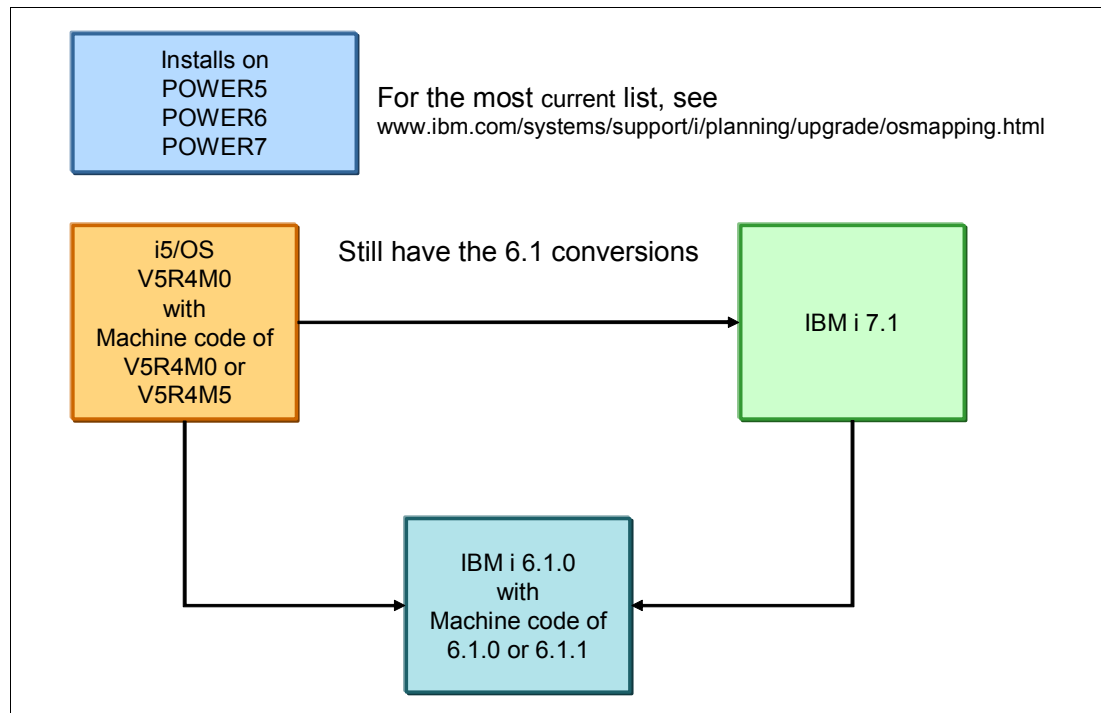 Installs on
POWER5
POWER6
POWER7
For the most current list, see
www.ibm.com/systems/support/i/planning/upgrade/osmapping.html
i5/OS
V5R4M0
with
Machine code of
V5R4M0 or
V5R4M5
Still have the 6.1 conversions
IBM i 7.1
IBM i 6.1.0
with
Machine code of
6.1.0 or 6.1.1